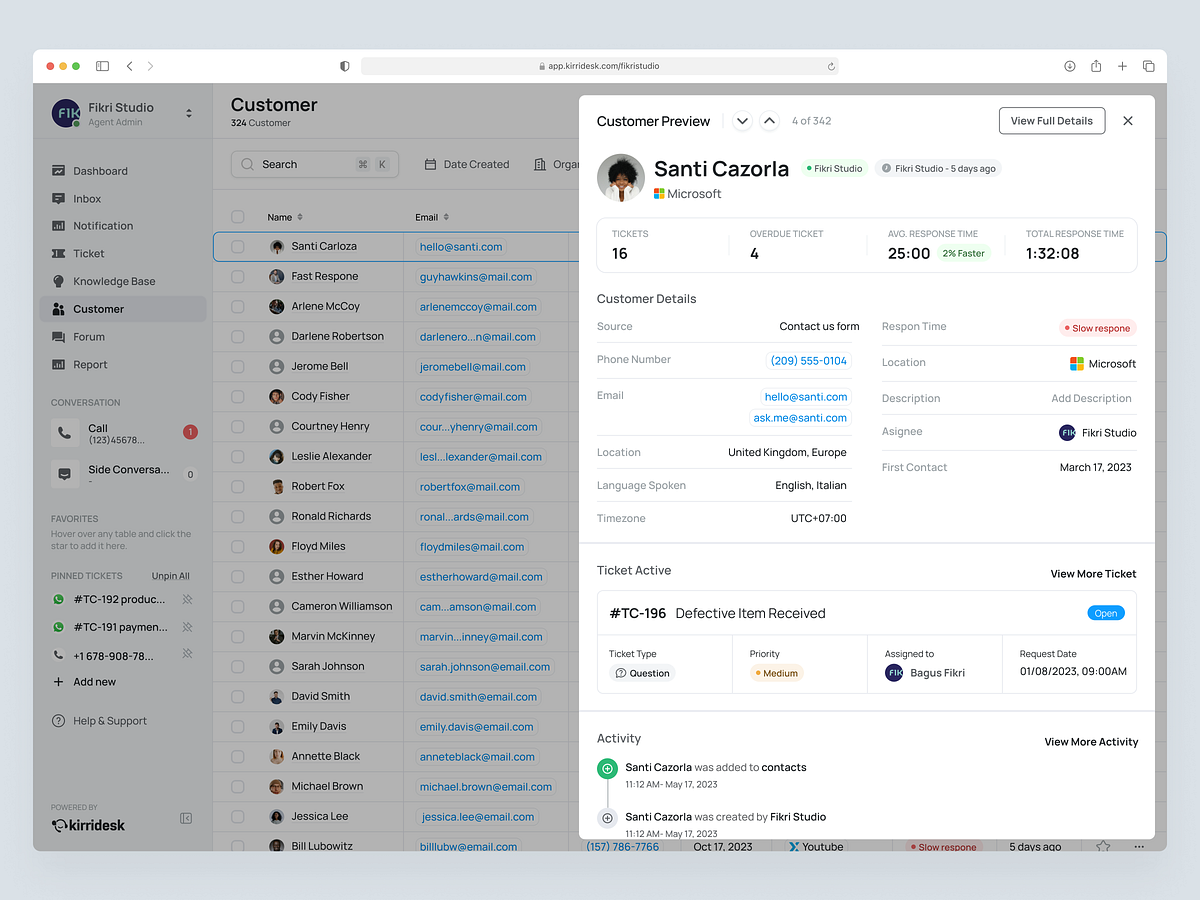 app.kirridesk.com/fikristudio
F1K
Fikri Studio
Agent Admin
Dashboard
Inbox
Notification
Ticket
Knowledge Base
Customer
Forum
Report
CONVERSATION
Call
(123)45678...
1
Side Conversa...
-
0
FAVORITES
Hover over any table and click the
star to add it here.
PINNED TICKETS
Unpin All
#TC-192 produc...
#TC-191 paymen...
+1 678-908-78...
Add new
Help & Support
POWERED BY
kirridesk
Customer
324 Customer
Search
⌘ K
Date Created
Organ
Name
Email
Santi Carloza
hello@santi.com
Fast Respone
guyhawkins@mail.com
Arlene McCoy
arlenemccoy@mail.com
Darlene Robertson
darlenero...n@mail.com
Jerome Bell
jeromebell@mail.com
Cody Fisher
codyfisher@mail.com
Courtney Henry
cour...yhenry@mail.com
Leslie Alexander
lesl...lexander@mail.com
Robert Fox
robertfox@mail.com
Ronald Richards
ronal...ards@mail.com
Floyd Miles
floydmiles@mail.com
Esther Howard
estherhoward@mail.com
Cameron Williamson
cam...amson@mail.com
Marvin McKinney
marvin...inney@mail.com
Sarah Johnson
sarah.johnson@email.com
David Smith
david.smith@email.com
Emily Davis
emily.davis@email.com
Annette Black
anneteblack@mail.com
Michael Brown
michael.brown@email.com
Jessica Lee
jessica.lee@email.com
Bill Lubowitz
billlubw@email.com
(157) 786-7766
Oct 17, 2023
Youtube
Slow respone
5 days ago
Customer Preview
4 of 342
View Full Details
Santi Cazorla
Fikri Studio
Fikri Studio - 5 days ago
Microsoft
TICKETS
16
OVERDUE TICKET
4
AVG. RESPONSE TIME
25:00
2% Faster
TOTAL RESPONSE TIME
1:32:08
Customer Details
Source
Contact us form
Phone Number
(209) 555-0104
Email
hello@santi.com
ask.me@santi.com
Location
United Kingdom, Europe
Language Spoken
English, Italian
Timezone
UTC+07:00
Respon Time
Slow respone
Location
Microsoft
Description
Add Description
Asignee
F1K
Fikri Studio
First Contact
March 17, 2023
Ticket Active
View More Ticket
#TC-196 Defective Item Received
Open
Ticket Type
Question
Priority
Medium
Assigned to
F1K
Bagus Fikri
Request Date
01/08/2023, 09:00AM
Activity
View More Activity
Santi Cazorla was added to contacts
11:12 AM- May 17, 2023
Santi Cazorla was created by Fikri Studio
11:12 AM- May 17, 2023